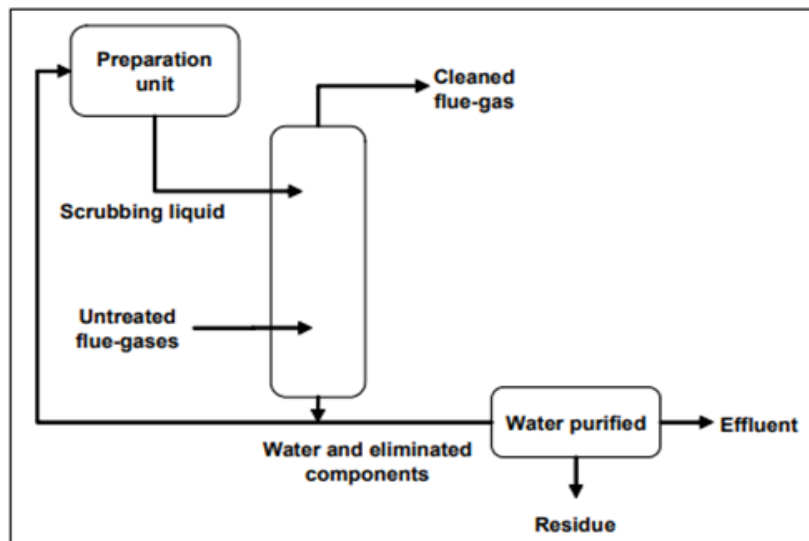 Preparation
unit
Cleaned
flue-gas
Scrubbing liquid
Untreated
flue-gases
Water purified
Effluent
Water and eliminated
components
Residue